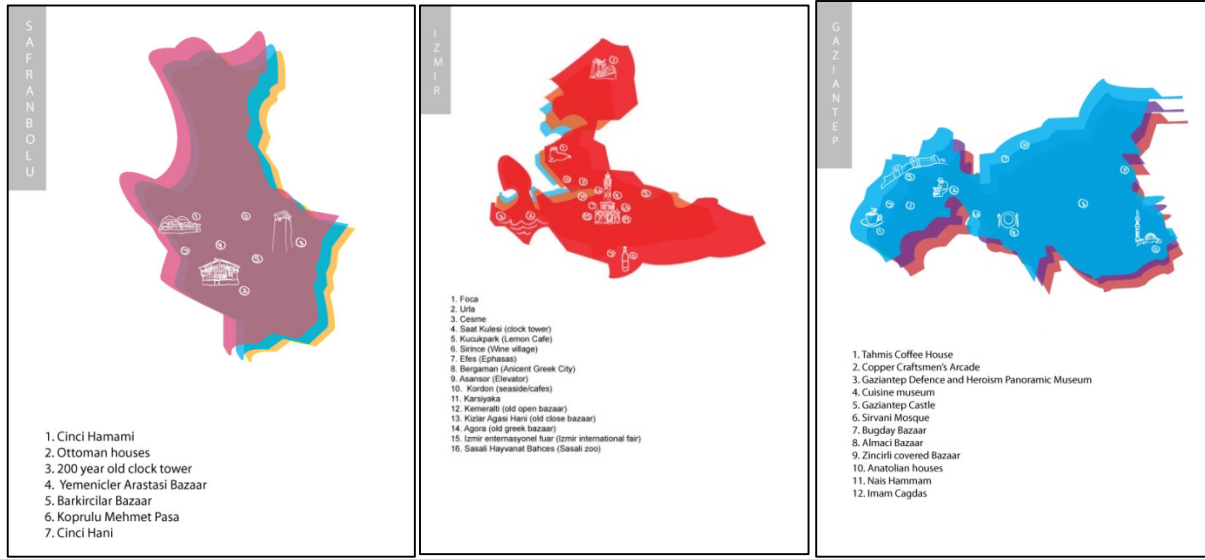 SAFRANBOLU
1. Cinci Hamami
2. Ottoman houses
3. 200 year old clock tower
4. Yemenicler Arastasi Bazaar
5. Barkircilar Bazaar
6. Koprulu Mehmet Pasa
7. Cinci Hani
IZMIR
1. Foca
2. Urla
3. Cesme
4. Saat Kulesi (clock tower)
5. Kucukpark (Lemon Cafe)
6. Sirince (Wine village)
7. Efes (Ephasas)
8. Bergaman (Anicent Greek City)
9. Asansor (Elevator)
10. Kordon (seaside/cafes)
11. Karsiyaka
12. Kemeralti (old open bazaar)
13. Kizlar Agasi Hani (old close bazaar)
14. Agora (old greek bazaar)
15. Izmir enternasyonel fuar (Izmir international fair)
16. Sasali Hayvanat Bahces (Sasali zoo)
GAZIANTEP
1. Tahmis Coffee House
2. Copper Craftsmen's Arcade
3. Gaziantep Defence and Heroism Panoramic Museum
4. Cuisine museum
5. Gaziantep Castle
6. Sirvani Mosque
7. Bugday Bazaar
8. Almaci Bazaar
9. Zincirli covered Bazaar
10. Anatolian houses
11. Nais Hammam
12. Imam Cagdas